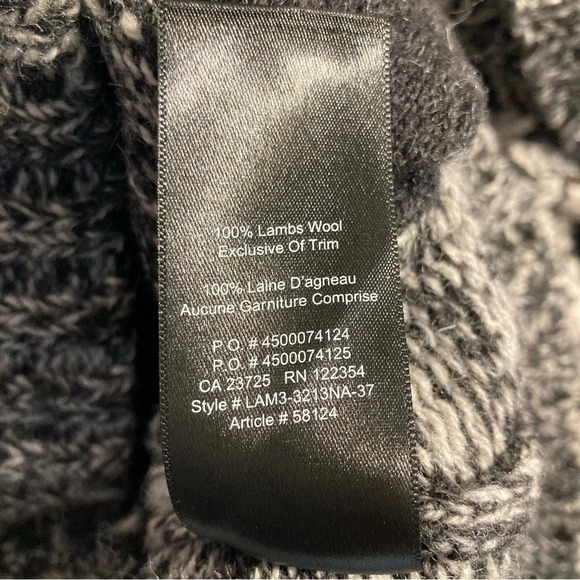 100% Lambs Wool
Exclusive Of Trim
100% Laine D'agneau
Aucune Garniture Comprise
P.O. # 4500074124
P.O. # 4500074125
CA 23725 RN 122354
Style # LAM3-3213NA-37
Article # 58124